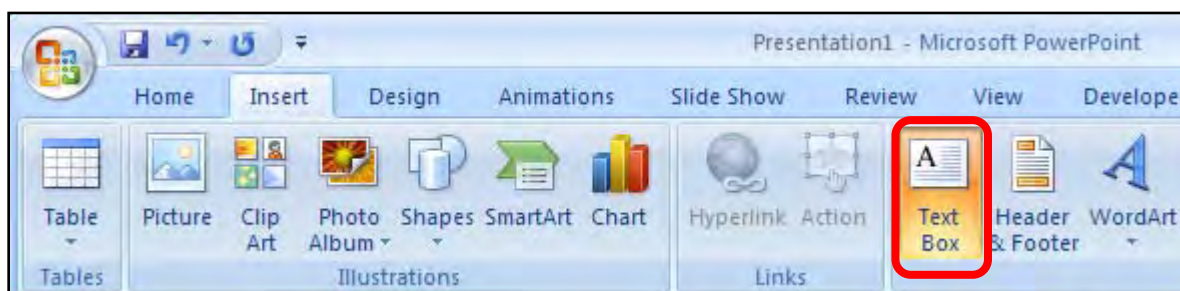 Presentation1 - Microsoft PowerPoint
Home Insert Design Animations Slide Show Review View Develope
Table Picture Clip Art Photo Album Shapes SmartArt Chart Hyperlink Action Text Box Header & Footer WordArt
Tables Illustrations Links
A A